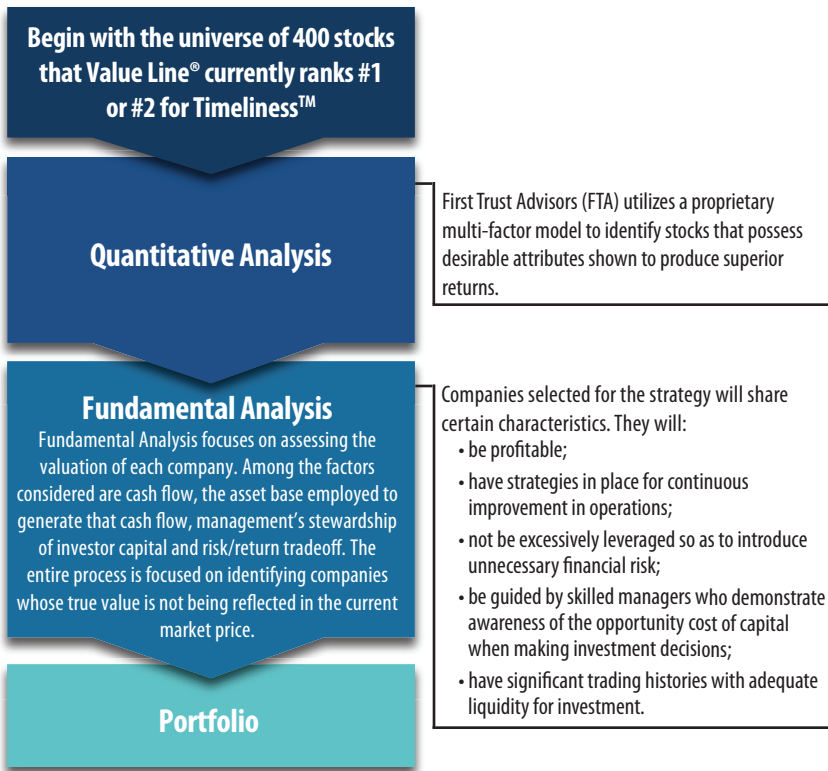 Begin with the universe of 400 stocks
that Value Line® currently ranks #1
or #2 for Timeliness™
Quantitative Analysis
First Trust Advisors (FTA) utilizes a proprietary
multi-factor model to identify stocks that possess
desirable attributes shown to produce superior
returns.
Fundamental Analysis
Fundamental Analysis focuses on assessing the
valuation of each company. Among the factors
considered are cash flow, the asset base employed to
generate that cash flow, management's stewardship
of investor capital and risk/return tradeoff. The
entire process is focused on identifying companies
whose true value is not being reflected in the current
market price.
Companies selected for the strategy will share
certain characteristics. They will:
• be profitable;
• have strategies in place for continuous
improvement in operations;
• not be excessively leveraged so as to introduce
unnecessary financial risk;
• be guided by skilled managers who demonstrate
awareness of the opportunity cost of capital
when making investment decisions;
• have significant trading histories with adequate
liquidity for investment.
Portfolio